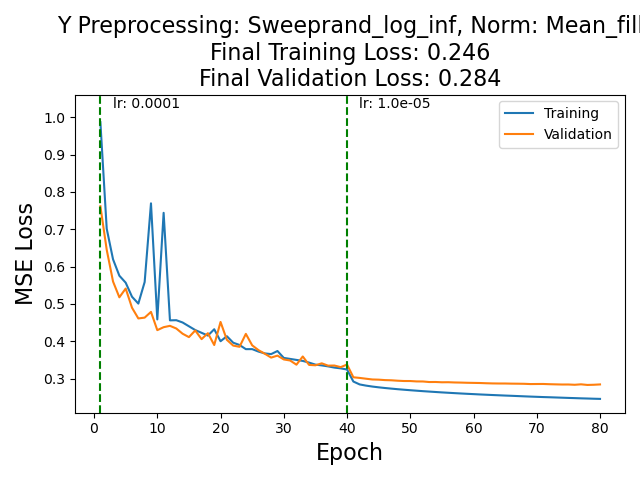 Y Preprocessing: Sweeprand_log_inf, Norm: Mean_fill
Final Training Loss: 0.246
Final Validation Loss: 0.284
lr: 0.0001
lr: 1.0e-05
Training
Validation
1.0
0.9
0.8
0.7
0.6
0.5
0.4
0.3
MSE Loss
0 10 20 30 40 50 60 70 80
Epoch